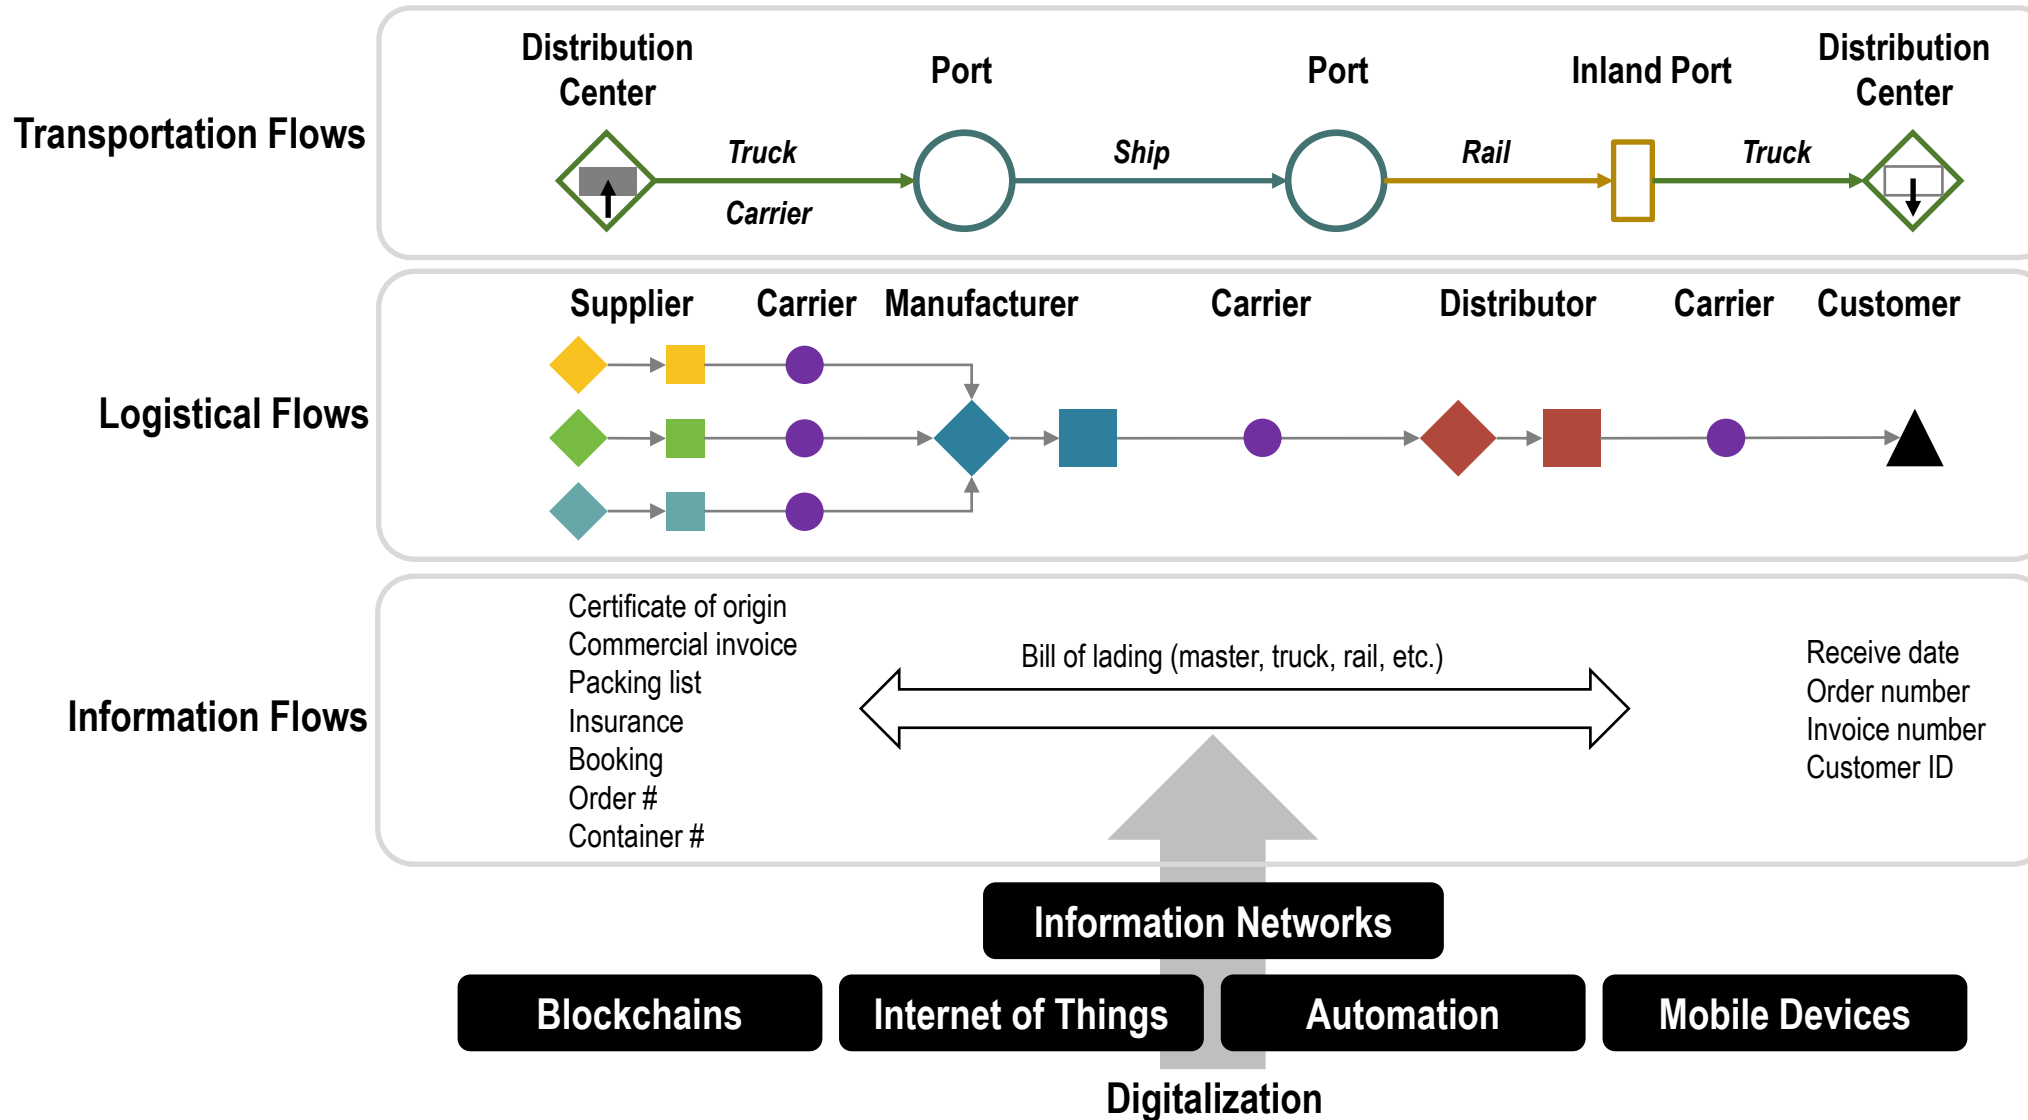 Distribution
Center
Port
Port
Inland Port
Distribution
Center
Transportation Flows
Truck
Ship
Rail
Truck
Carrier
Supplier
Carrier
Manufacturer
Carrier
Distributor
Carrier
Customer
Logistical Flows
Information Flows
Certificate of origin
Commercial invoice
Packing list
Insurance
Booking
Order #
Container #
Bill of lading (master, truck, rail, etc.)
Receive date
Order number
Invoice number
Customer ID
Information Networks
Blockchains
Internet of Things
Automation
Mobile Devices
Digitalization